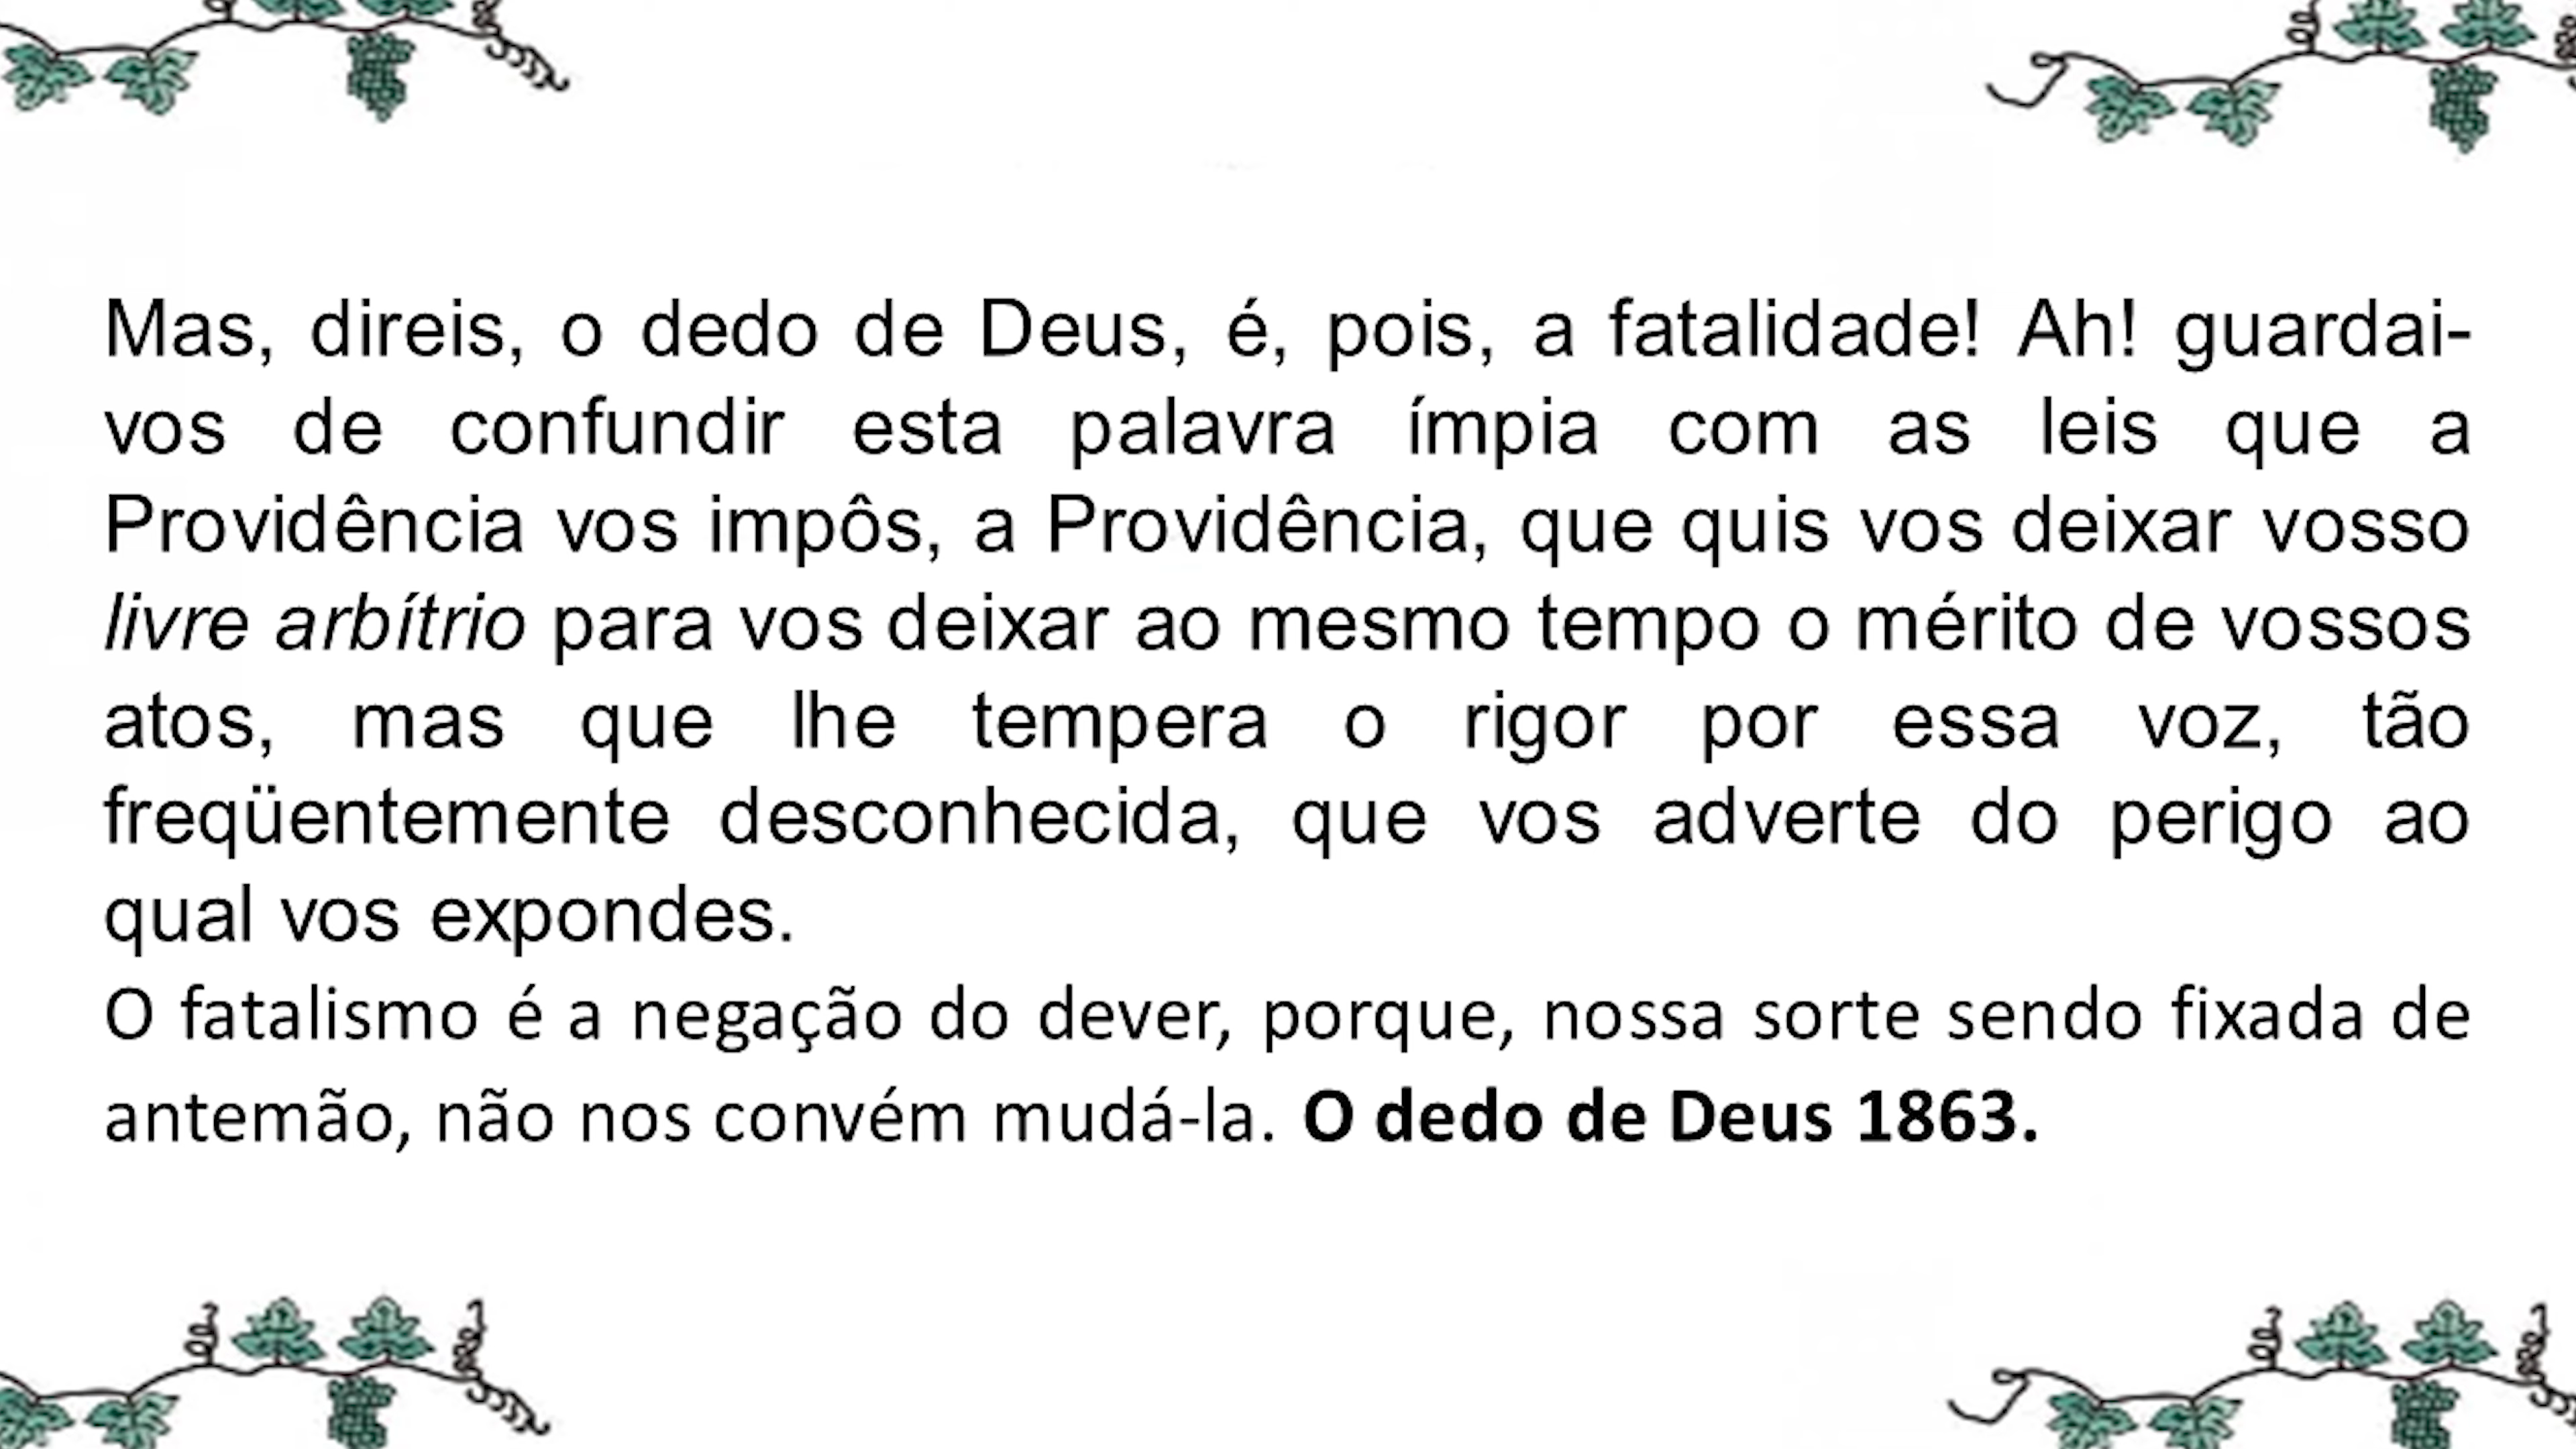 Mas, direis, o dedo de Deus, é, pois, a fatalidade! Ah! guardai-
vos de confundir esta palavra ímpia com as leis que a
Providência vos impôs, a Providência, que quis vos deixar vosso
livre arbítrio para vos deixar ao mesmo tempo o mérito de vossos
atos, mas que lhe tempera o rigor por essa voz, tão
freqüentemente desconhecida, que vos adverte do perigo ao
qual vos expondes.
O fatalismo é a negação do dever, porque, nossa sorte sendo fixada de
antemão, não nos convém mudá-la. O dedo de Deus 1863.